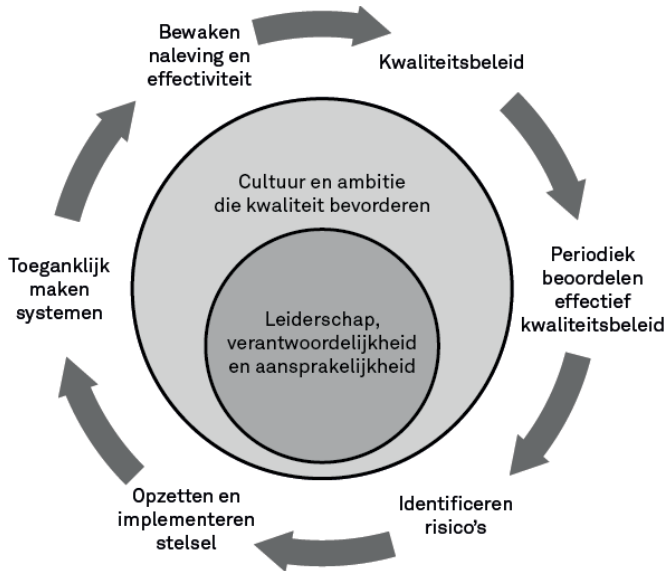 Bewaken
naleving en
effectiviteit
Kwaliteitsbeleid
Periodiek
beoordelen
effectief
kwaliteitsbeleid
Identificeren
risico's
Opzetten en
implementeren
stelsel
Toeganklijk
maken
systemen
Cultuur en ambitie
die kwaliteit bevorderen
Leiderschap,
verantwoordelijkheid
en aansprakelijkheid